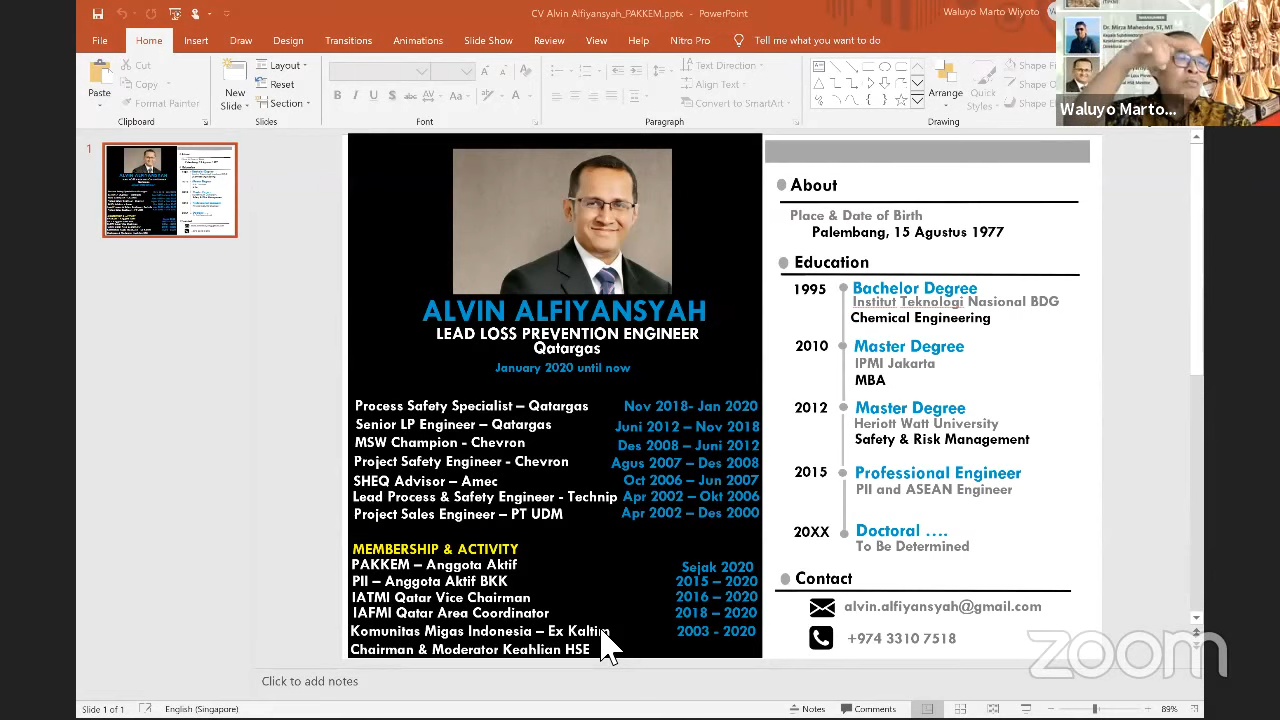 CV Alvin Alfiyansyah_PAKKEM.pptx - PowerPoint
Waluyo Marto Wiyoto
File Home Insert Draw Design Transitions Slide Show Review View Help Nitro Pro Tell me what you want to do
Paste
Cut
Copy
Format Painter
Clipboard
New Slide
Layout
Reset
Section
Slides
Font
Text Direction
Align Text
Convert to SmartArt
Paragraph
Arrange
Quick Styles
Shape
Shape
Shape
Drawing
Dr. Mirza Mahendra, ST, MT
Waluyo Marto...
1
ALVIN ALFIYANSYAH
LEAD LOSS PREVENTION ENGINEER
Qatargas
January 2020 until now
Process Safety Specialist – Qatargas Nov 2018- Jan 2020
Senior LP Engineer – Qatargas Juni 2012 – Nov 2018
MSW Champion - Chevron Des 2008 – Juni 2012
Project Safety Engineer - Chevron Agus 2007 – Des 2008
SHEQ Advisor – Amec Oct 2006 – Jun 2007
Lead Process & Safety Engineer - Technip Apr 2002 – Okt 2006
Project Sales Engineer – PT UDM Apr 2002 – Des 2000
MEMBERSHIP & ACTIVITY
PAKKEM – Anggota Aktif Sejak 2020
PII – Anggota Aktif BKK 2015 – 2020
IATMI Qatar Vice Chairman 2016 – 2020
IAFMI Qatar Area Coordinator 2018 – 2020
Komunitas Migas Indonesia – Ex Kaltim 2003 - 2020
Chairman & Moderator Keahlian HSE
About
Place & Date of Birth
Palembang, 15 Agustus 1977
Education
1995 Bachelor Degree
Institut Teknologi Nasional BDG
Chemical Engineering
2010 Master Degree
IPMI Jakarta
MBA
2012 Master Degree
Heriott Watt University
Safety & Risk Management
2015 Professional Engineer
PII and ASEAN Engineer
20XX Doctoral ....
To Be Determined
Contact
alvin.alfiyansyah@gmail.com
+974 3310 7518
zoom
Click to add notes
Slide 1 of 1 English (Singapore) Notes Comments 89%